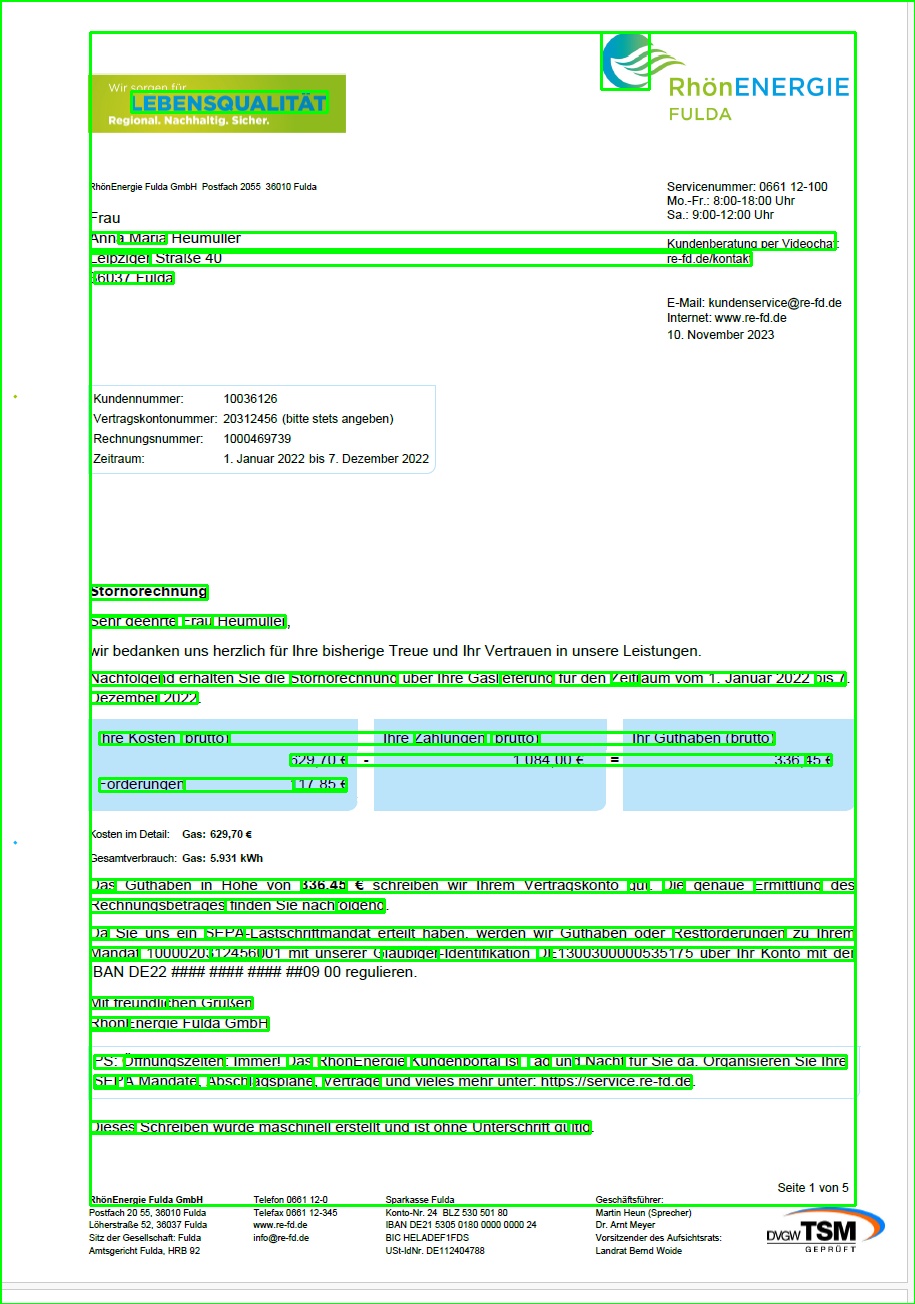 Wir sorgen für
LEBENSQUALITÄT
Regional. Nachhaltig. Sicher.
RhönENERGIE
FULDA
RhönEnergie Fulda GmbH Postfach 2055 36010 Fulda
Servicenummer: 0661 12-100
Mo.-Fr.: 8:00-18:00 Uhr
Sa.: 9:00-12:00 Uhr
Frau
Anna Maria Heumüller
Leipziger Straße 40
36037 Fulda
Kundenberatung per Videochat:
re-fd.de/kontakt
E-Mail: kundenservice@re-fd.de
Internet: www.re-fd.de
10. November 2023
Kundennummer: 10036126
Vertragskontonummer: 20312456 (bitte stets angeben)
Rechnungsnummer: 1000469739
Zeitraum: 1. Januar 2022 bis 7. Dezember 2022
Stornorechnung
Sehr geehrte Frau Heumüller,
wir bedanken uns herzlich für Ihre bisherige Treue und Ihr Vertrauen in unsere Leistungen.
Nachfolgend erhalten Sie die Stornorechnung über Ihre Gaslieferung für den Zeitraum vom 1. Januar 2022 bis 7.
Dezember 2022.
Ihre Kosten (brutto) Ihre Zahlungen (brutto) Ihr Guthaben (brutto)
629,70 € - 1.084,00 € = 336,45 €
Forderungen 117,85 €
Kosten im Detail: Gas: 629,70 €
Gesamtverbrauch: Gas: 5.931 kWh
Das Guthaben in Höhe von 336,45 € schreiben wir Ihrem Vertragskonto gut. Die genaue Ermittlung des
Rechnungsbetrages finden Sie nachfolgend.
Da Sie uns ein SEPA-Lastschriftmandat erteilt haben, werden wir Guthaben oder Restforderungen zu Ihrem
Mandat 1000020312456001 mit unserer Gläubiger-Identifikation DE1300300000535175 über Ihr Konto mit der
IBAN DE22 #### #### #### ##09 00 regulieren.
Mit freundlichen Grüßen
RhönEnergie Fulda GmbH
PS: Öffnungszeiten: Immer! Das RhönEnergie Kundenportal ist Tag und Nacht für Sie da. Organisieren Sie Ihre
SEPA Mandate, Abschlagspläne, Verträge und vieles mehr unter: https://service.re-fd.de.
Dieses Schreiben wurde maschinell erstellt und ist ohne Unterschrift gültig.
Seite 1 von 5
RhönEnergie Fulda GmbH
Postfach 20 55, 36010 Fulda
Löherstraße 52, 36037 Fulda
Sitz der Gesellschaft: Fulda
Amtsgericht Fulda, HRB 92
Telefon 0661 12-0
Telefax 0661 12-345
www.re-fd.de
info@re-fd.de
Sparkasse Fulda
Konto-Nr. 24 BLZ 530 501 80
IBAN DE21 5305 0180 0000 0000 24
BIC HELADEF1FDS
USt-IdNr. DE112404788
Geschäftsführer:
Martin Heun (Sprecher)
Dr. Arnt Meyer
Vorsitzender des Aufsichtsrats:
Landrat Bernd Woide
DVGW TSM
GEPRÜFT